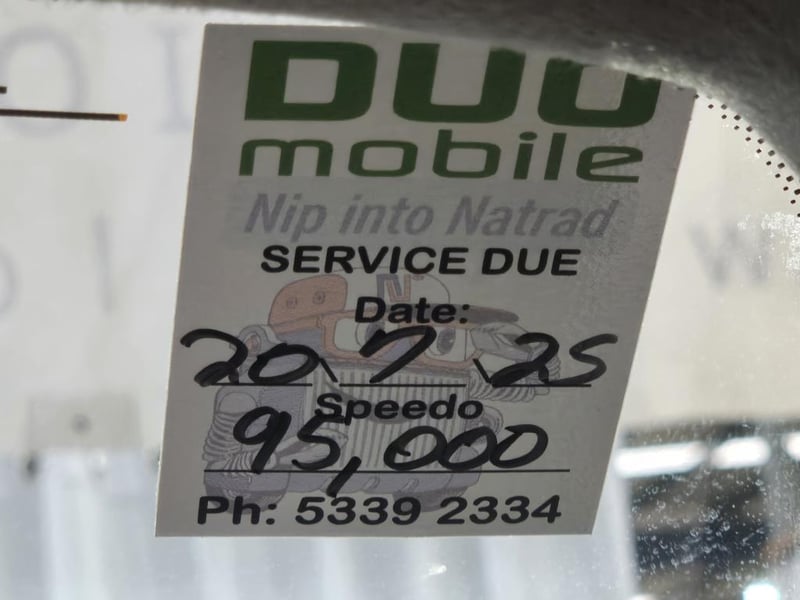 DUO
mobile
Nip into Natrad
SERVICE DUE
Date:
20\7\25
Speedo
95,000
Ph: 5339 2334